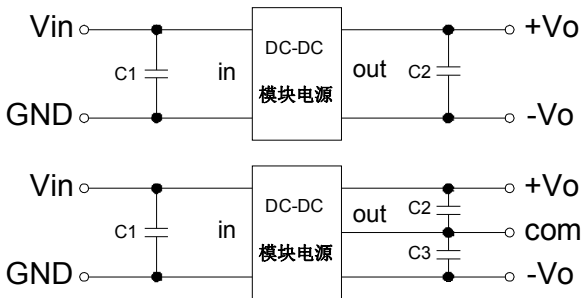 Vin DC-DC +Vo
C1 in out C2
模块电源
GND -Vo
Vin DC-DC +Vo
out C2
C1 in com
模块电源 C3
GND -Vo